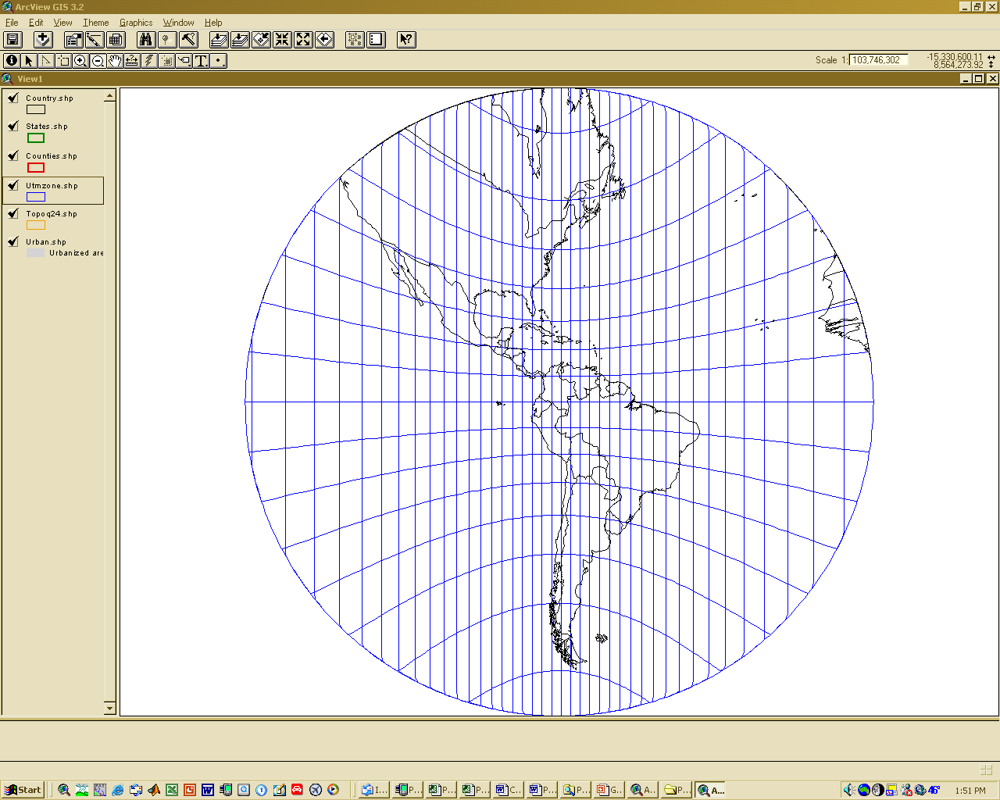 ArcView GIS 3.2
File Edit View Theme Graphics Window Help
Scale 1: 103,746,302
-15,330,600.11
8,564,273.92
View1
Country.shp
States.shp
Counties.shp
Utmzone.shp
Topoq24.shp
Urban.shp
Urbanized are
Start I... P... P... P... C... P... P... G... A... P... A... 46° 1:51 PM